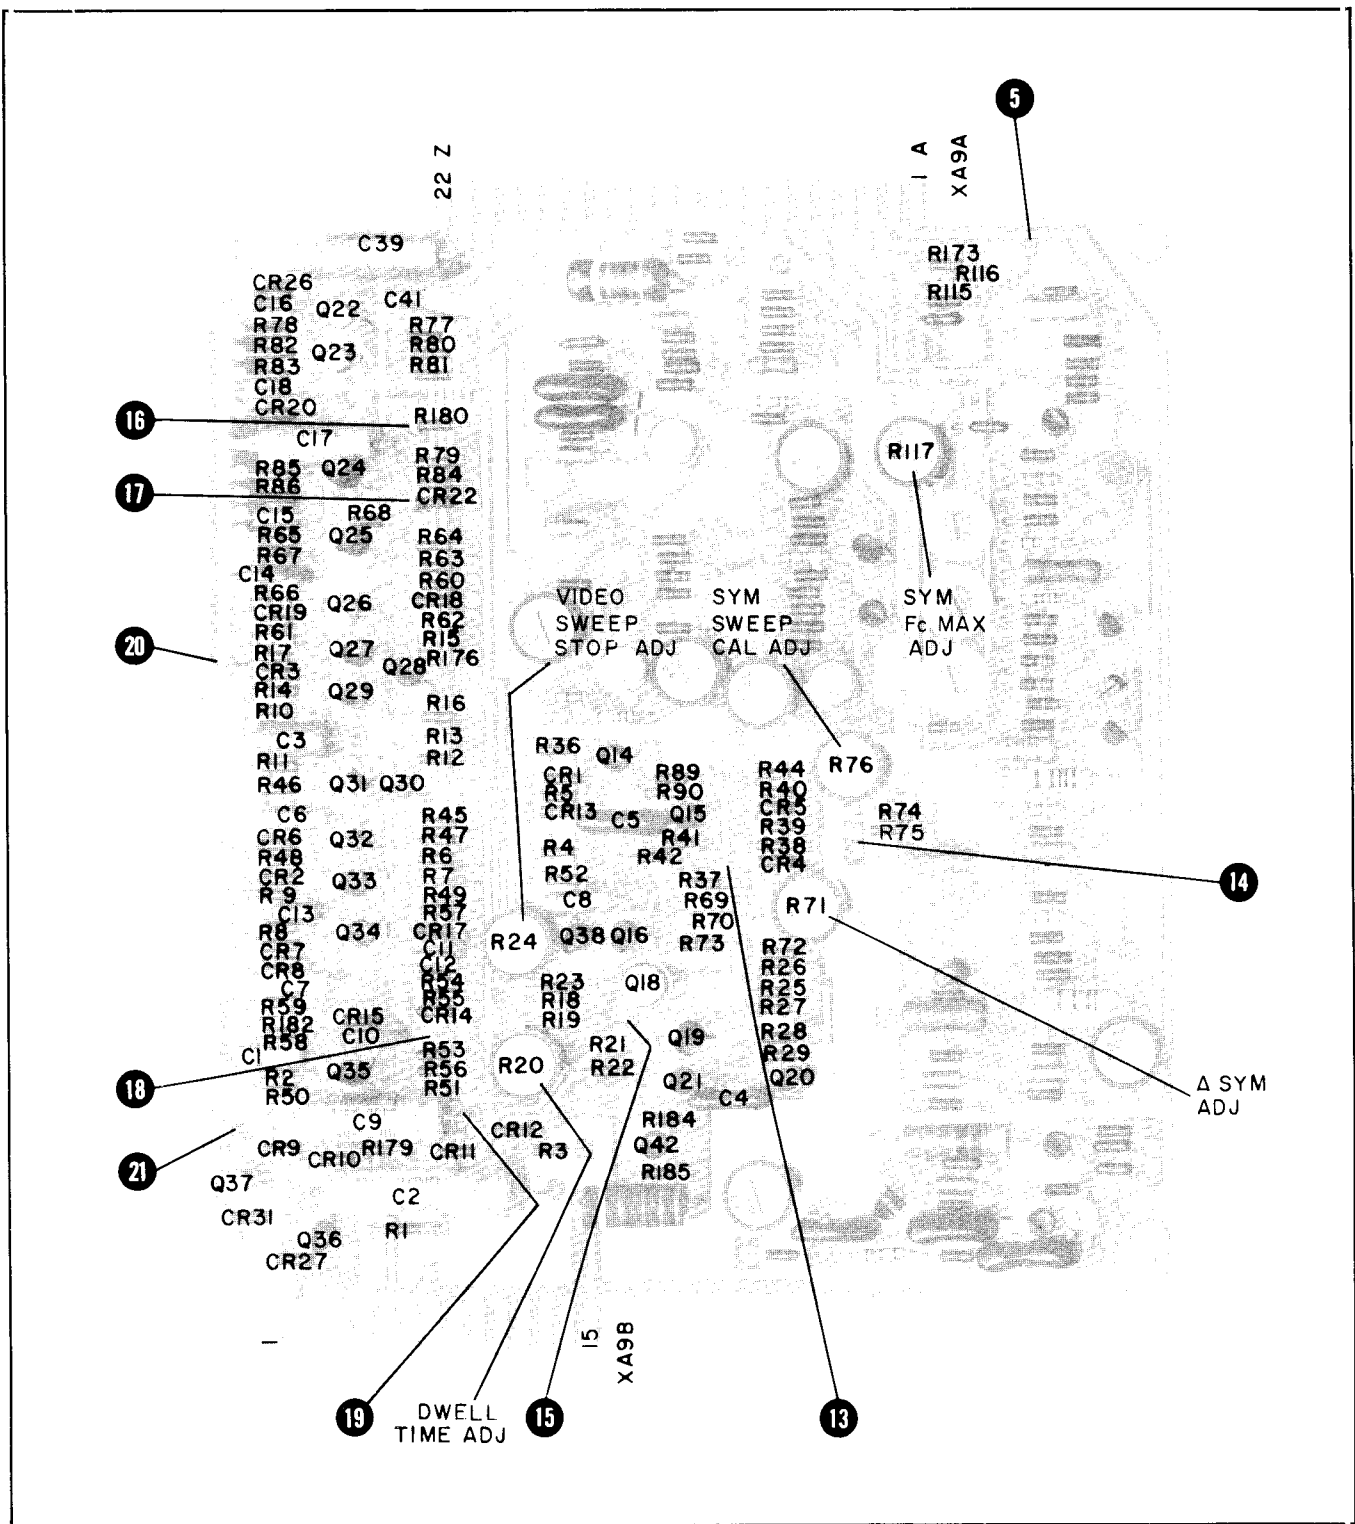 5
22 Z
1 A
XA9A
C39
R173
R116
R115
CR26
C16 Q22 C41
R78 R77
R82 Q23 R80
R83 R81
C18
CR20
16
R180
C17
R117
R79
R85 Q24 R84
R86 CR22
17
C15 R68
R65 Q25 R64
R67 R63
C14 R60
R66 Q26 CR18
CR19 R62
R61 R15
R17 Q27 R176
CR3 Q28
R14 Q29
R10 R16
20
VIDEO
SWEEP
STOP ADJ
SYM
SWEEP
CAL ADJ
SYM
Fc MAX
ADJ
C3 R13
R11 R12
R46 Q31 Q30
C6 R45
CR6 Q32 R47
R48 R6
CR2 Q33 R7
R9 R49
C13 R57
R8 Q34 CR17
CR7 C11
CR8 C12
C7 R54
R59 R55
R182 CR15 CR14
R58 C10
C1 R53
R2 Q35 R56
R50 R51
18
R36 Q14
CR1 R89
R5 R90
CR13 C5 Q15
R4 R41
R42
R52 R37
C8 R69
R70
R24 Q38 Q16 R73
R23 Q18
R18
R19
R21
R20 R22
Q19
Q21 C4
R44
R40
CR5
R39
R38
CR4
R76
R74
R75
14
R71
R72
R26
R25
R27
R28
R29
Q20
Δ SYM
ADJ
C9
CR12 R184
CR9 CR10 R179 CR11 R3 Q42
R185
21
Q37
C2
CR31
R1
Q36
CR27
1
15
XA9B
19
DWELL
TIME ADJ
15
13